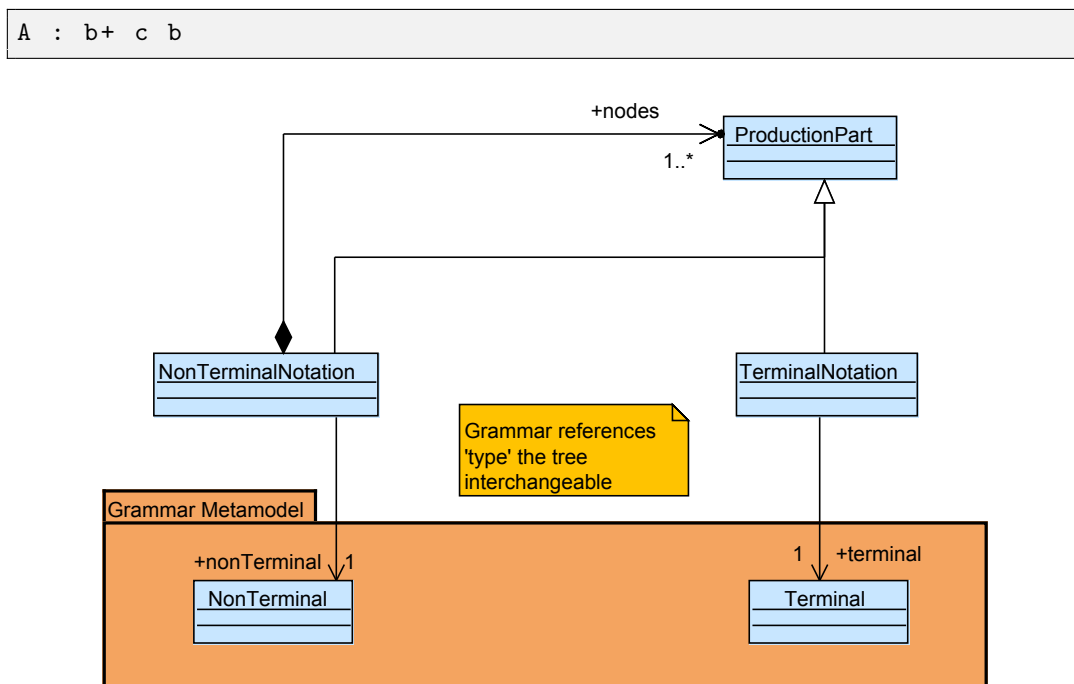 A : b+ c b
+nodes
ProductionPart
1..*
NonTerminalNotation
TerminalNotation
Grammar references
'type' the tree
interchangeable
Grammar Metamodel
+nonTerminal 1
1 +terminal
NonTerminal
Terminal